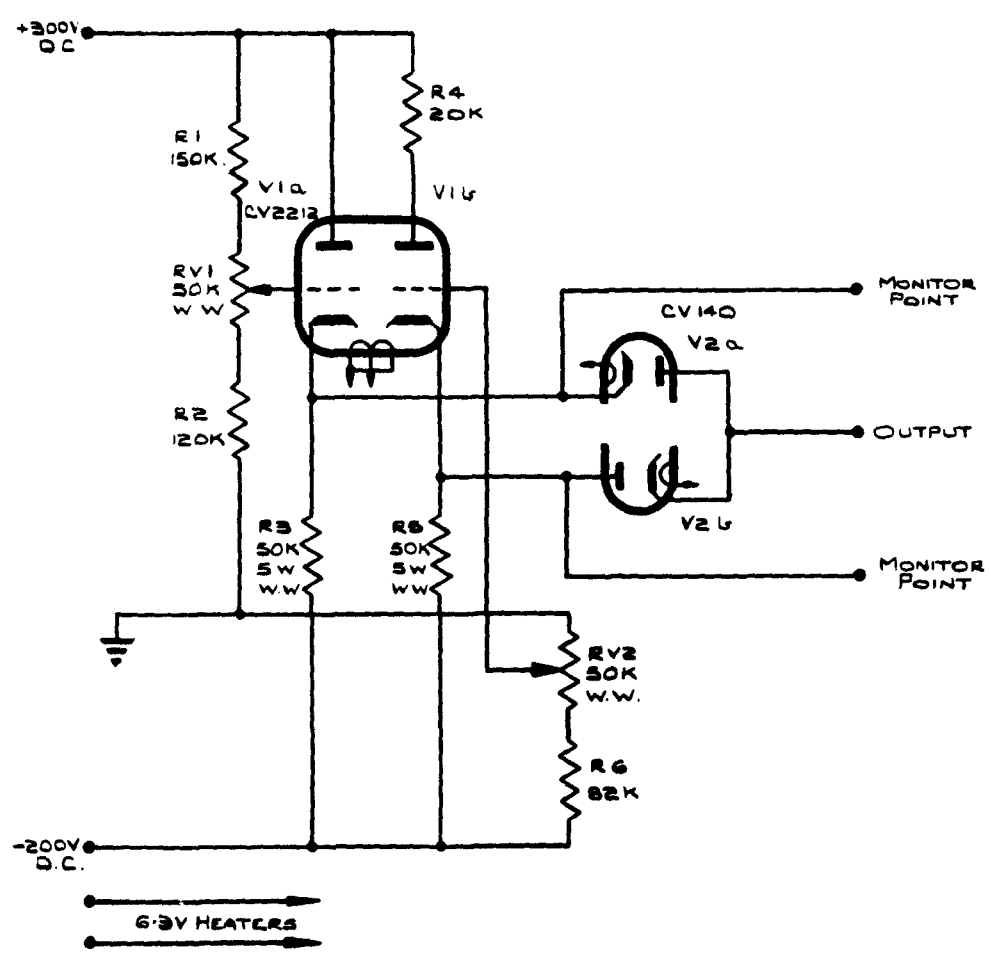 +300V
D.C
R4
20K
R1
150K.
V1a
CV2212
V1b
RV1
50K
W W
MONITOR
POINT
CV140
V2a
R2
120K
OUTPUT
V2b
R3
50K
5W
W.W
R5
50K
5W
WW
MONITOR
POINT
RV2
50K
W.W.
R6
82K
-200V
D.C.
6·3V HEATERS